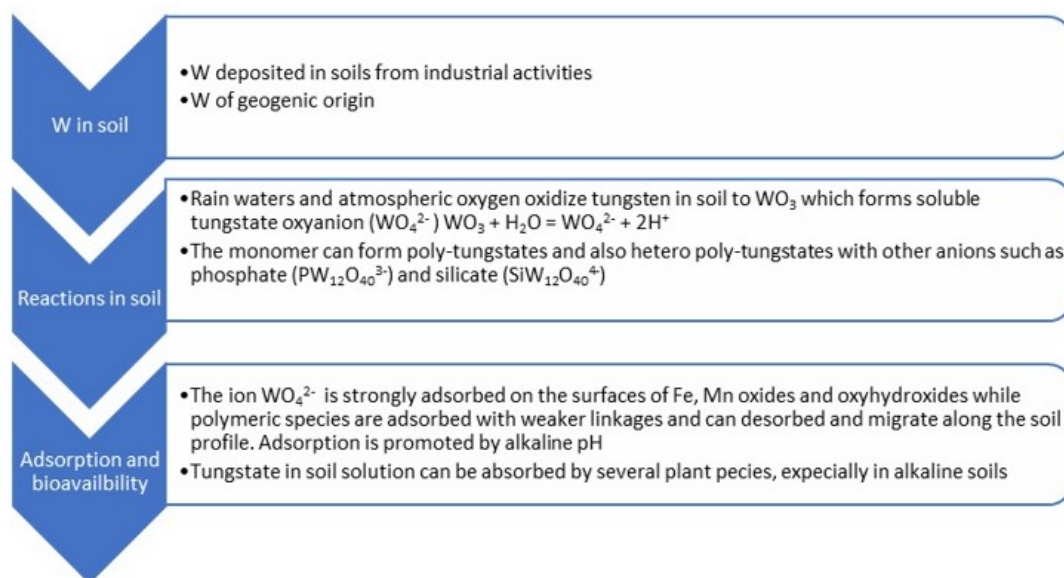 W in soil
•W deposited in soils from industrial activities
•W of geogenic origin
Reactions in soil
•Rain waters and atmospheric oxygen oxidize tungsten in soil to WO₃ which forms soluble
tungstate oxyanion (WO₄²⁻) WO₃ + H₂O = WO₄²⁻ + 2H⁺
•The monomer can form poly-tungstates and also hetero poly-tungstates with other anions such as
phosphate (PW₁₂O₄₀³⁻) and silicate (SiW₁₂O₄₀⁴⁻)
Adsorption and
bioavailbility
•The ion WO₄²⁻ is strongly adsorbed on the surfaces of Fe, Mn oxides and oxyhydroxides while
polymeric species are adsorbed with weaker linkages and can desorbed and migrate along the soil
profile. Adsorption is promoted by alkaline pH
•Tungstate in soil solution can be absorbed by several plant pecies, expecially in alkaline soils